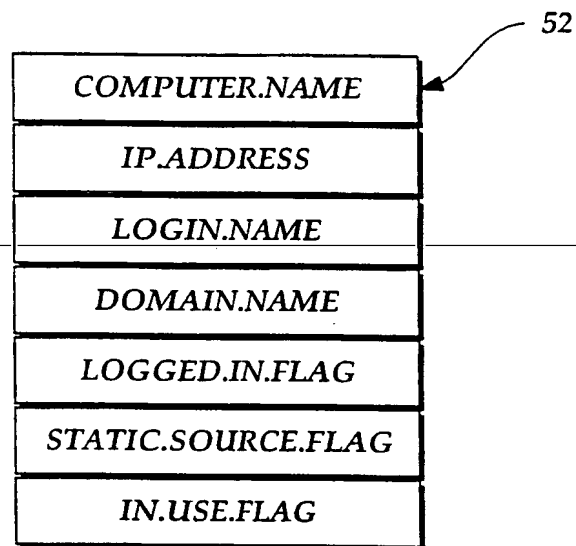 52
COMPUTER.NAME
IP.ADDRESS
LOGIN.NAME
DOMAIN.NAME
LOGGED.IN.FLAG
STATIC.SOURCE.FLAG
IN.USE.FLAG